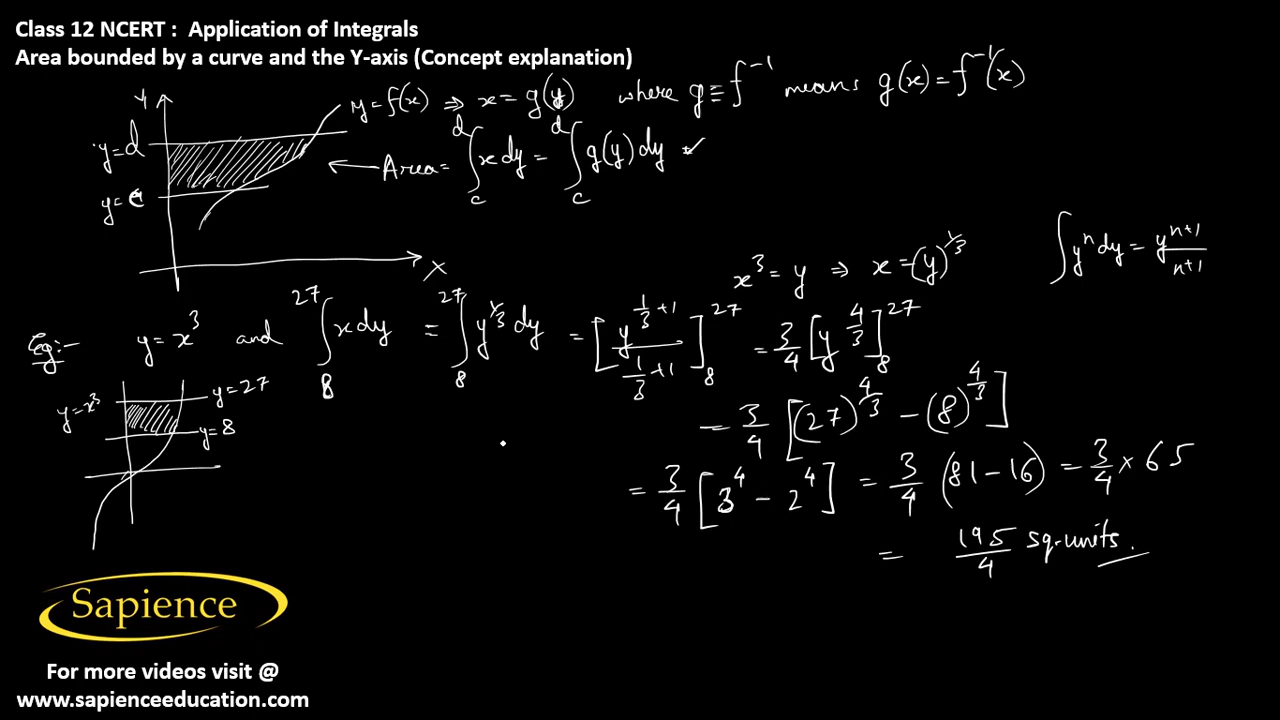 Class 12 NCERT : Application of Integrals
Area bounded by a curve and the Y-axis (Concept explanation)
Y
y = f(x) ⇒ x = g(y) where g ≡ f⁻¹ means g(x) = f⁻¹(x)
y = d
← Area = ∫_c^d x dy = ∫_c^d g(y) dy ✓
y = c
X
x³ = y ⇒ x = (y)^{1/3}
∫ yⁿ dy = y^{n+1}/(n+1)
Eg:- y = x³ and ∫_8^27 x dy = ∫_8^27 y^{1/3} dy = [y^{1/3+1}/(1/3+1)]_8^27 = 3/4 [y^{4/3}]_8^27
y = x³
y = 27
y = 8
= 3/4 [(27)^{4/3} − (8)^{4/3}]
= 3/4 [3⁴ − 2⁴] = 3/4 (81 − 16) = 3/4 × 65
= 195/4 sq-units.
Sapience
For more videos visit @
www.sapienceeducation.com